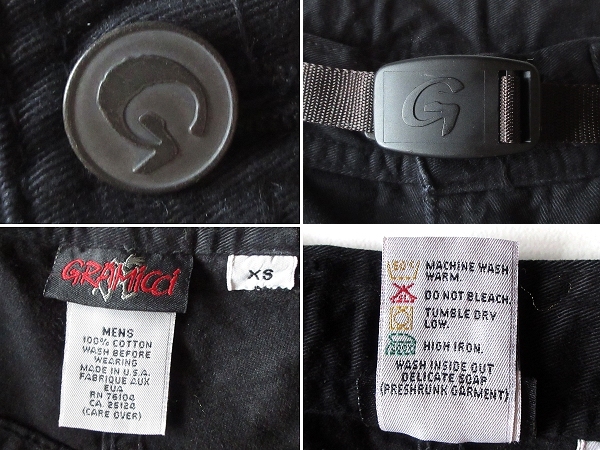 G
G
GRAMICCI
XS
MENS
100% COTTON
WASH BEFORE
WEARING
MADE IN U.S.A.
FABRIQUE AUX
EUA
RN 76104
CA. 25124
(CARE OVER)
MACHINE WASH
WARM.
DO NOT BLEACH.
TUMBLE DRY
LOW.
HIGH IRON.
WASH INSIDE OUT
DELICATE SOAP
(PRESHRUNK GARMENT)